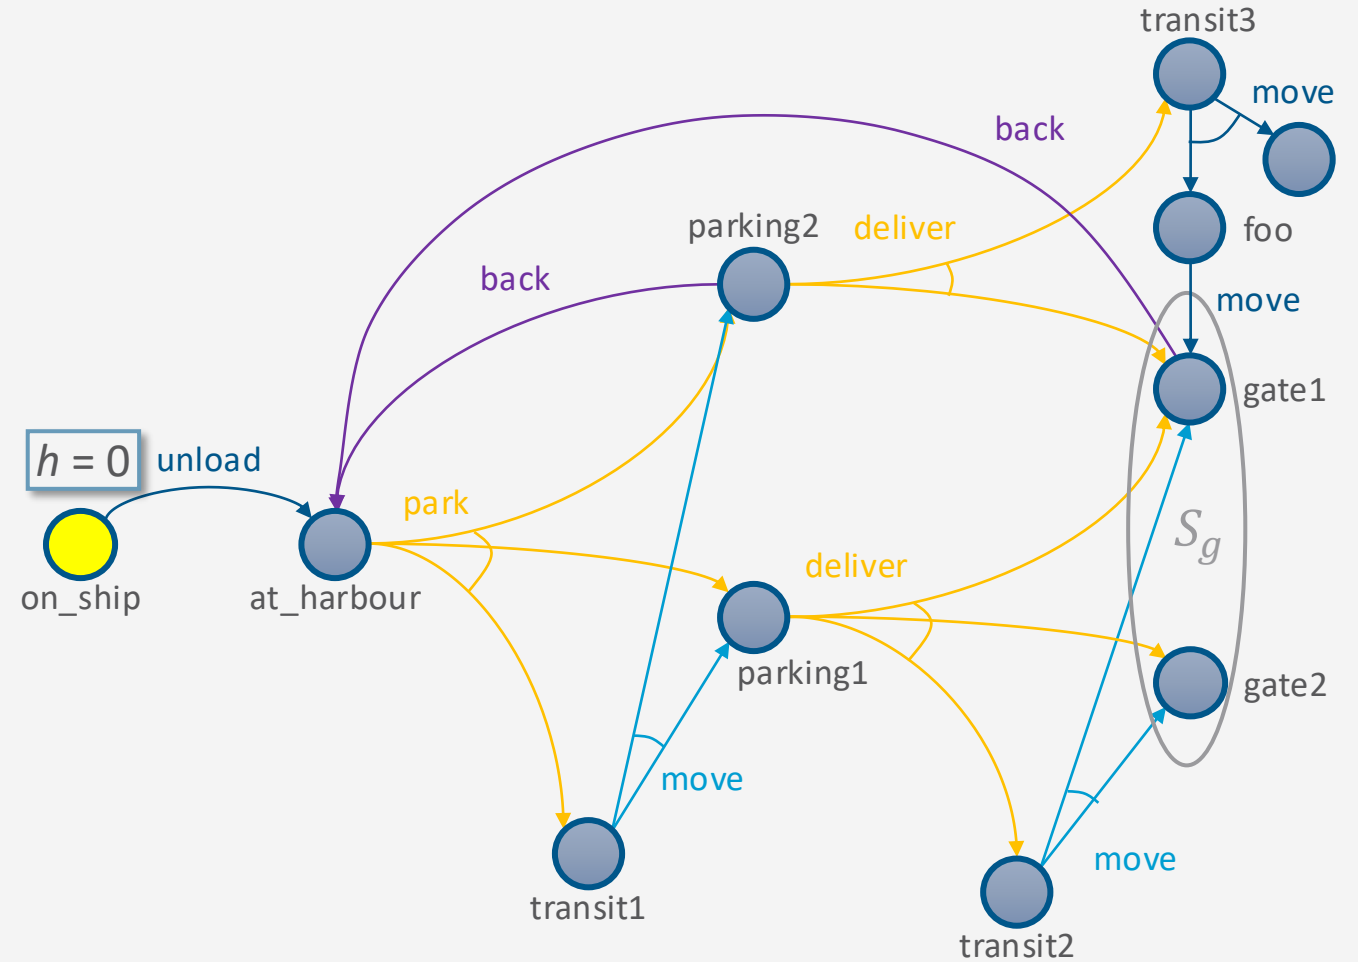 transit3
move
back
parking2
deliver
foo
back
move
gate1
h = 0
unload
park
S_g
deliver
on_ship
at_harbour
parking1
gate2
move
move
transit1
transit2